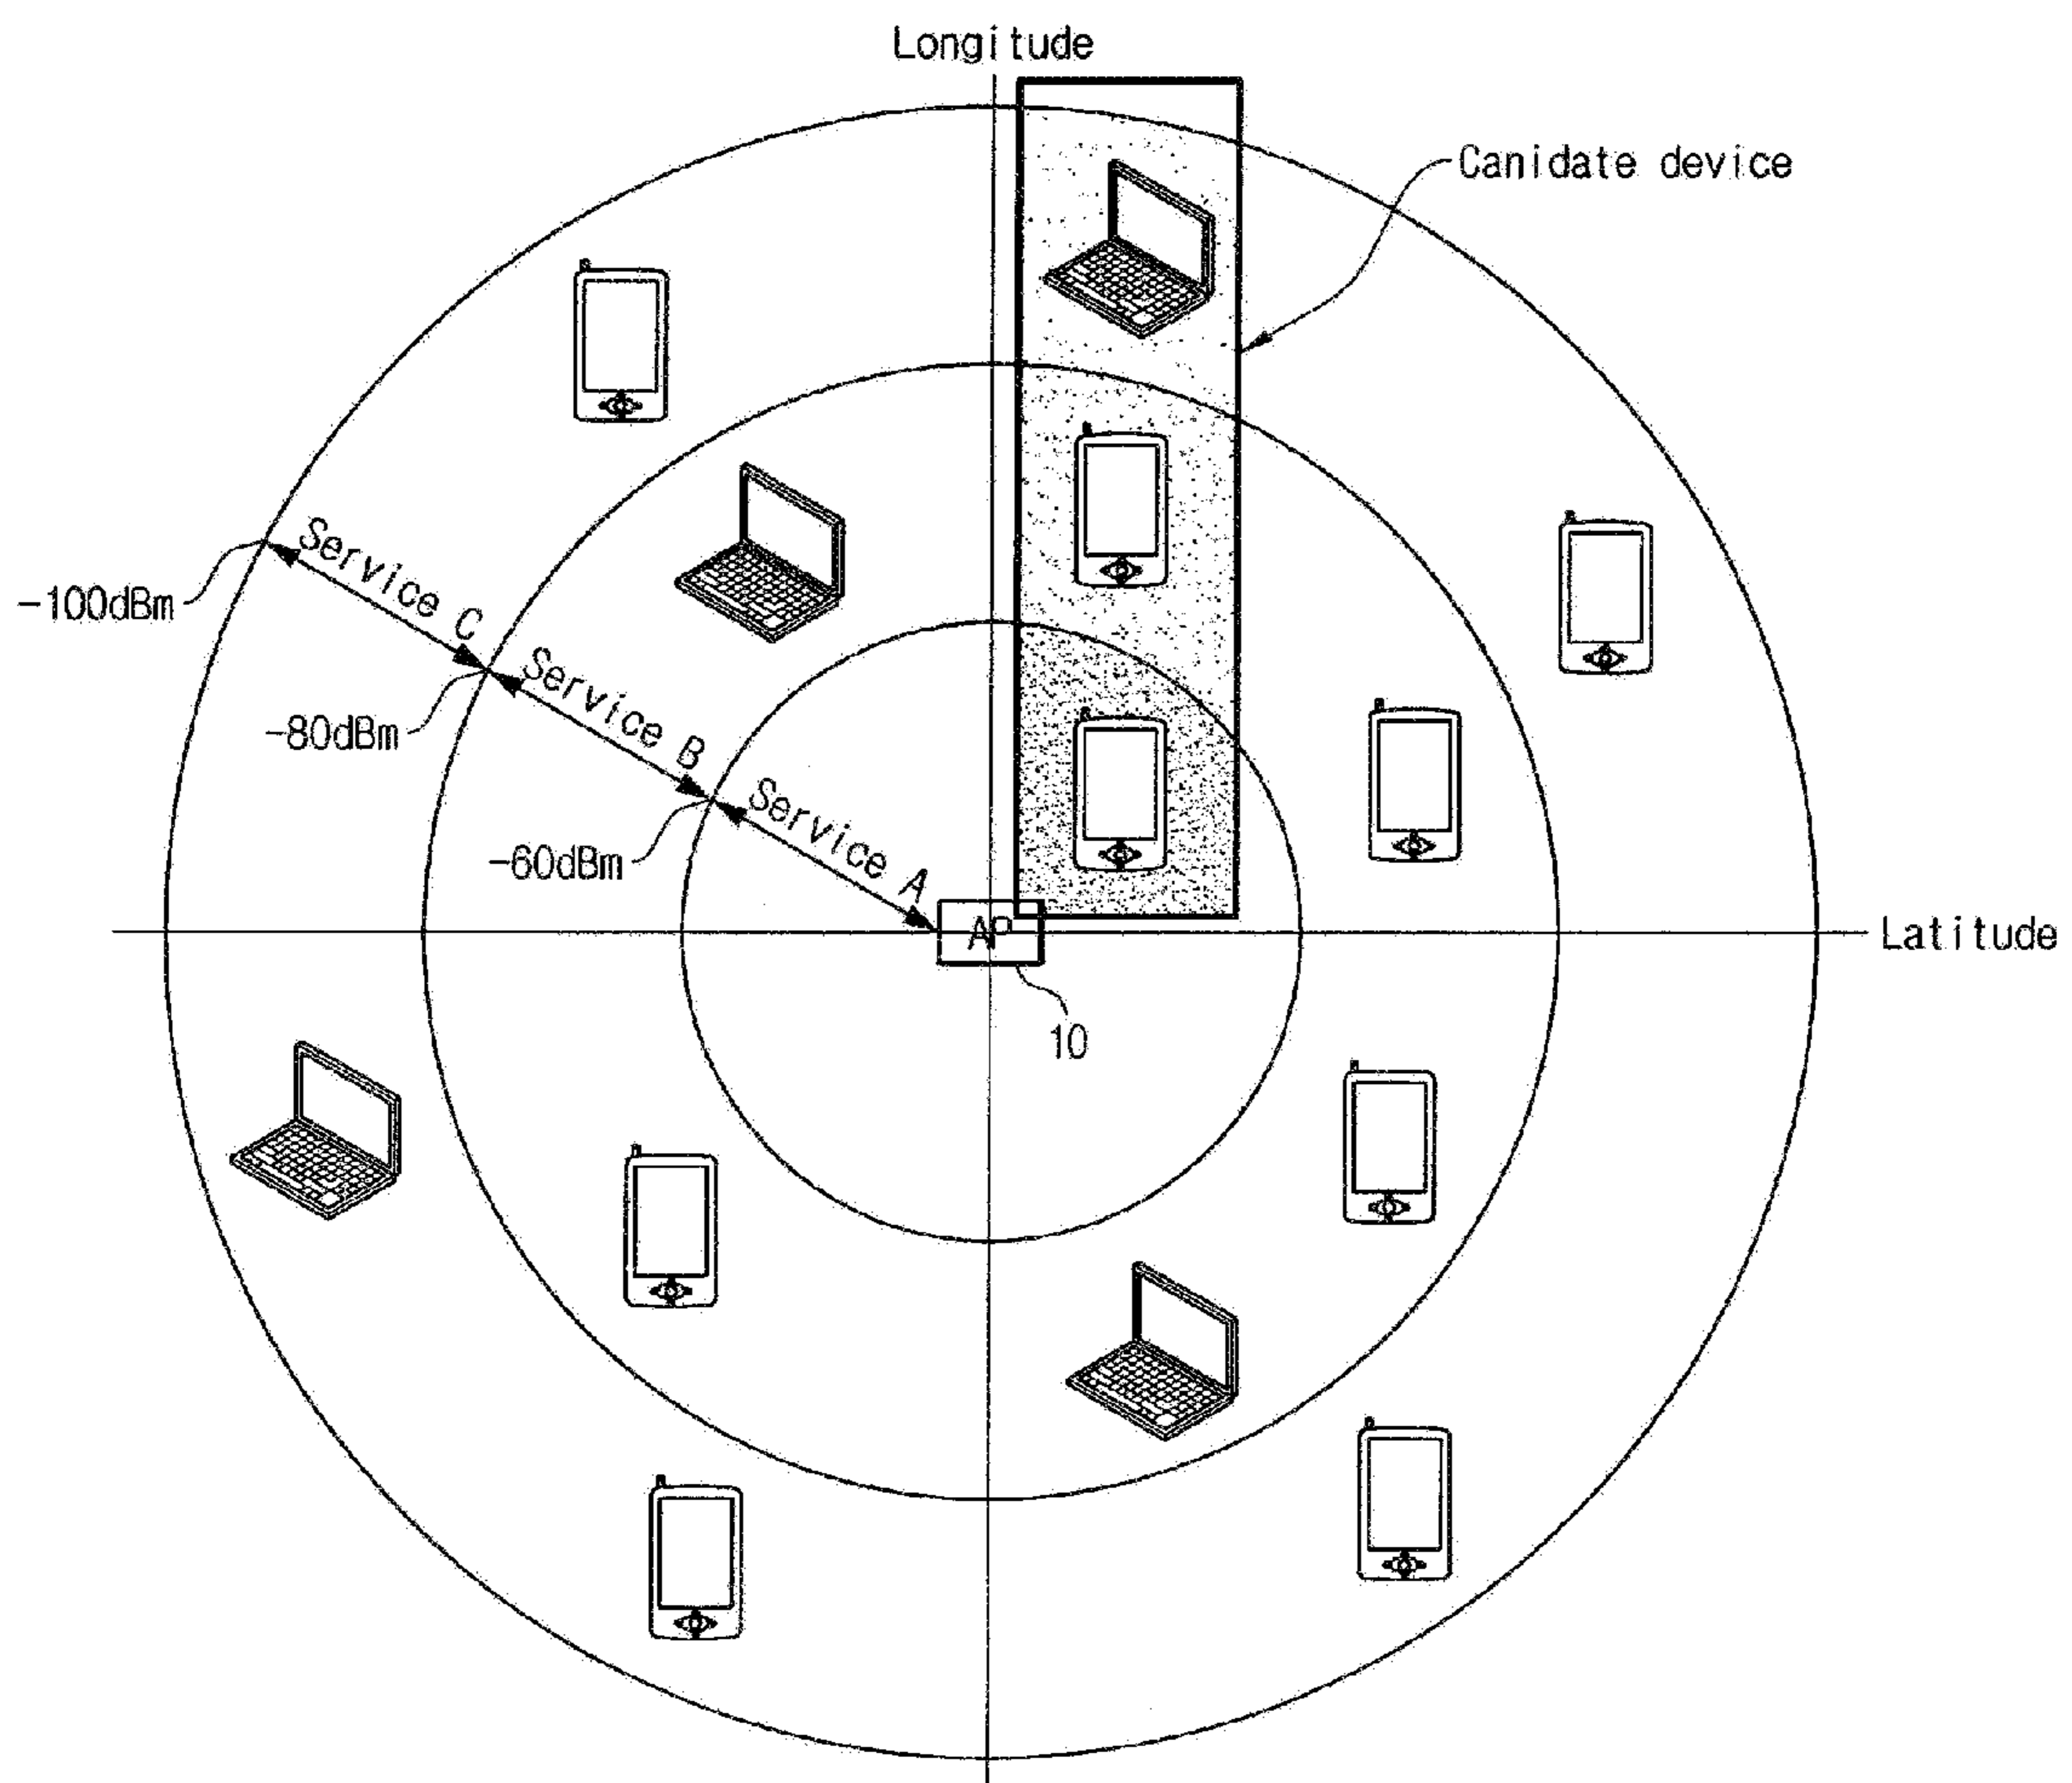 Longitude
Canidate device
Service C
-100dBm
Service B
-80dBm
Service A
-60dBm
AP
Latitude
10